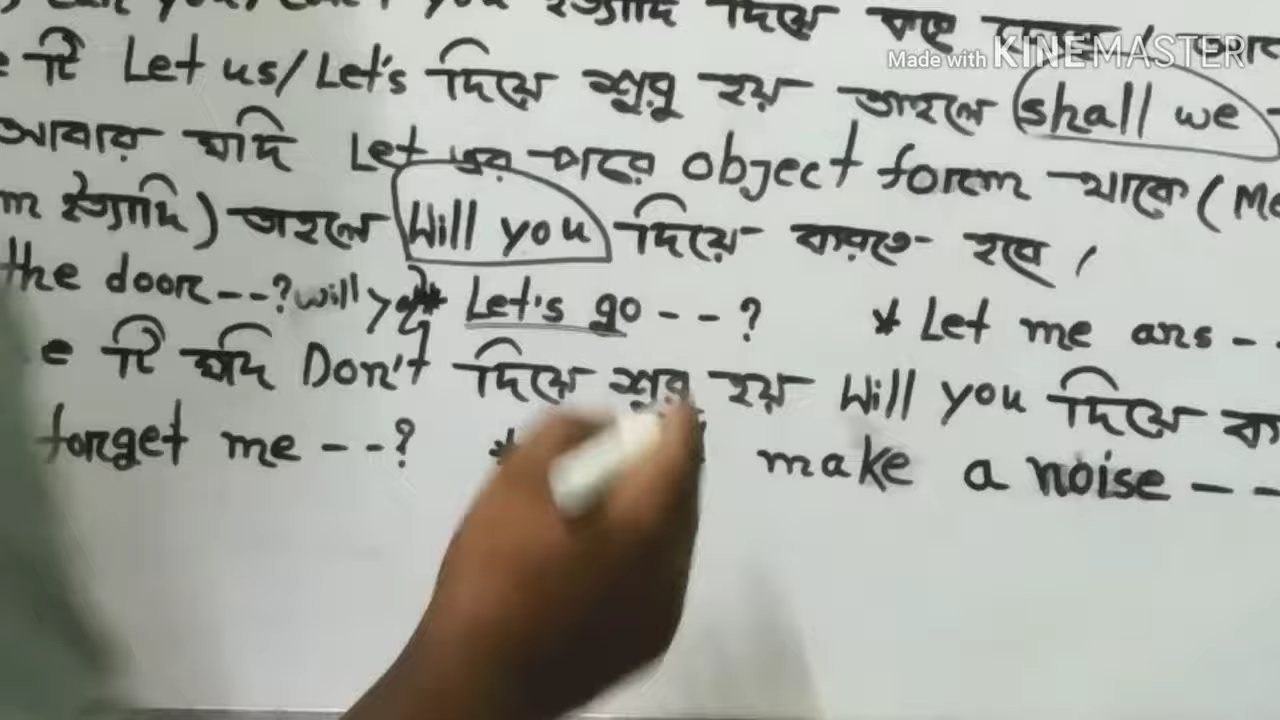 দিয়ে
Made with KINEMASTER
টি Let us/Let's দিয়ে শুরু হয় তাহলে shall we
আবার যদি Let এর পরে object form থাকে (Me
m ইত্যাদি) তাহলে Will you দিয়ে করতে হবে।
the door--? will you * Let's go--? * Let me ans-
e টি যদি Don't দিয়ে শুরু হয় Will you দিয়ে ক
forget me--? * make a noise--